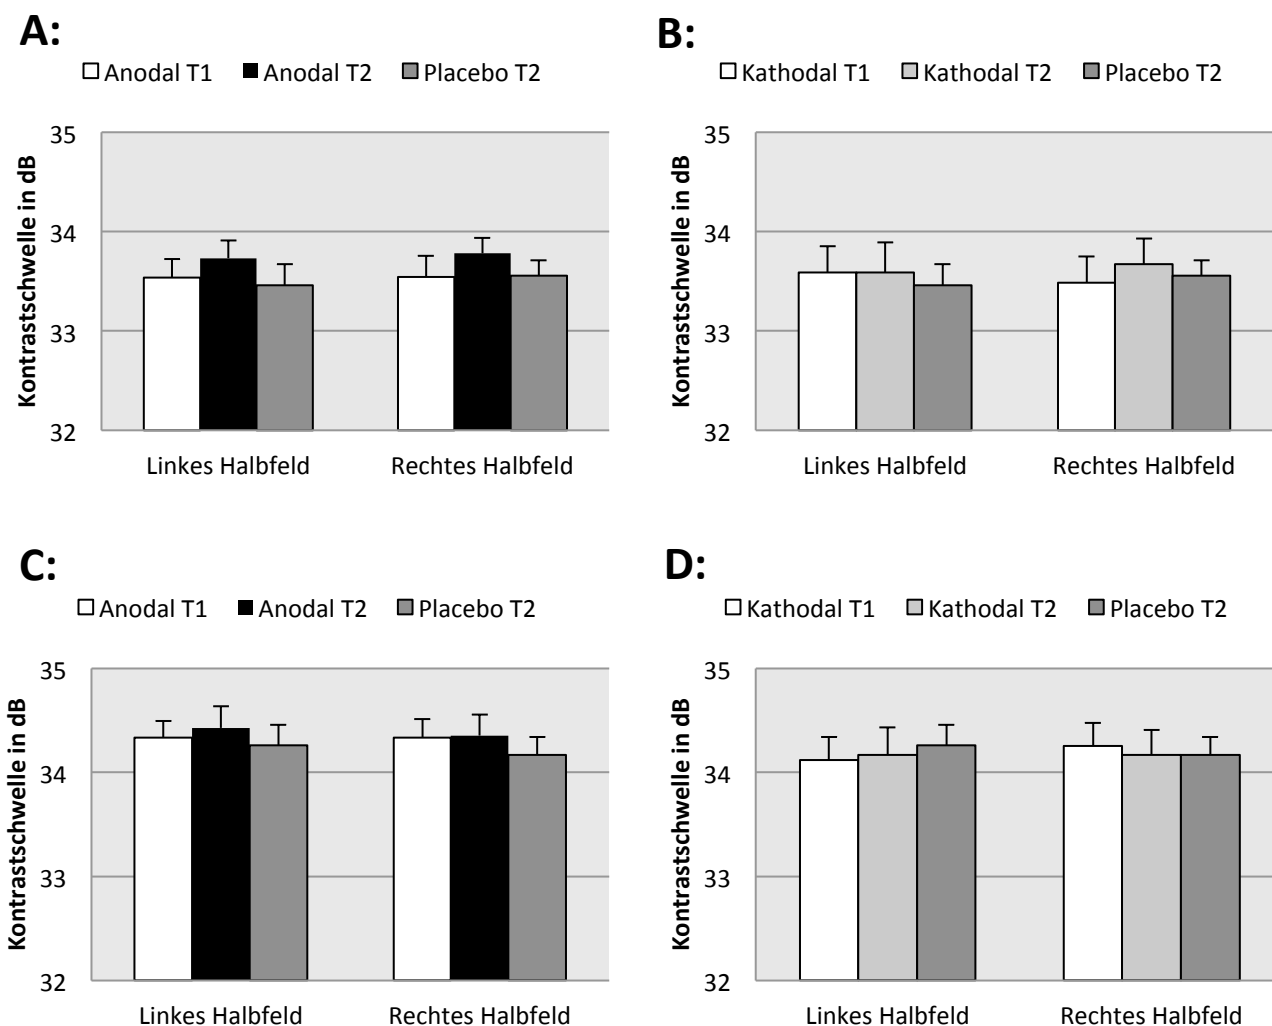 A:
Anodal T1 Anodal T2 Placebo T2
Kontrastschwelle in dB
35
34
33
32
Linkes Halbfeld Rechtes Halbfeld
B:
Kathodal T1 Kathodal T2 Placebo T2
Kontrastschwelle in dB
35
34
33
32
Linkes Halbfeld Rechtes Halbfeld
C:
Anodal T1 Anodal T2 Placebo T2
Kontrastschwelle in dB
35
34
33
32
Linkes Halbfeld Rechtes Halbfeld
D:
Kathodal T1 Kathodal T2 Placebo T2
Kontrastschwelle in dB
35
34
33
32
Linkes Halbfeld Rechtes Halbfeld